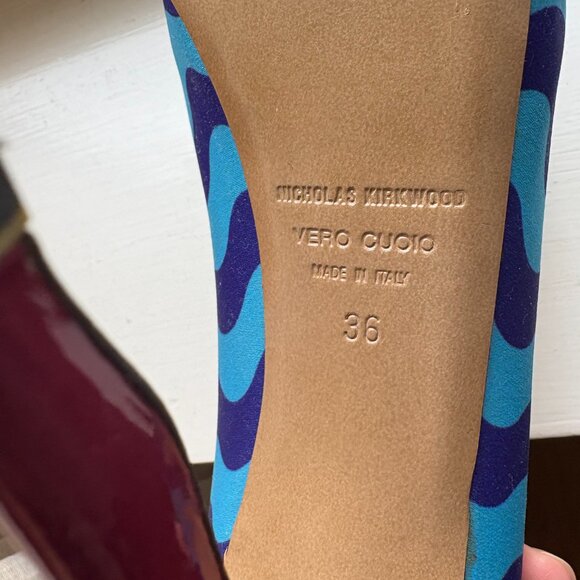 NICHOLAS KIRKWOOD
VERO CUOIO
MADE IN ITALY
36